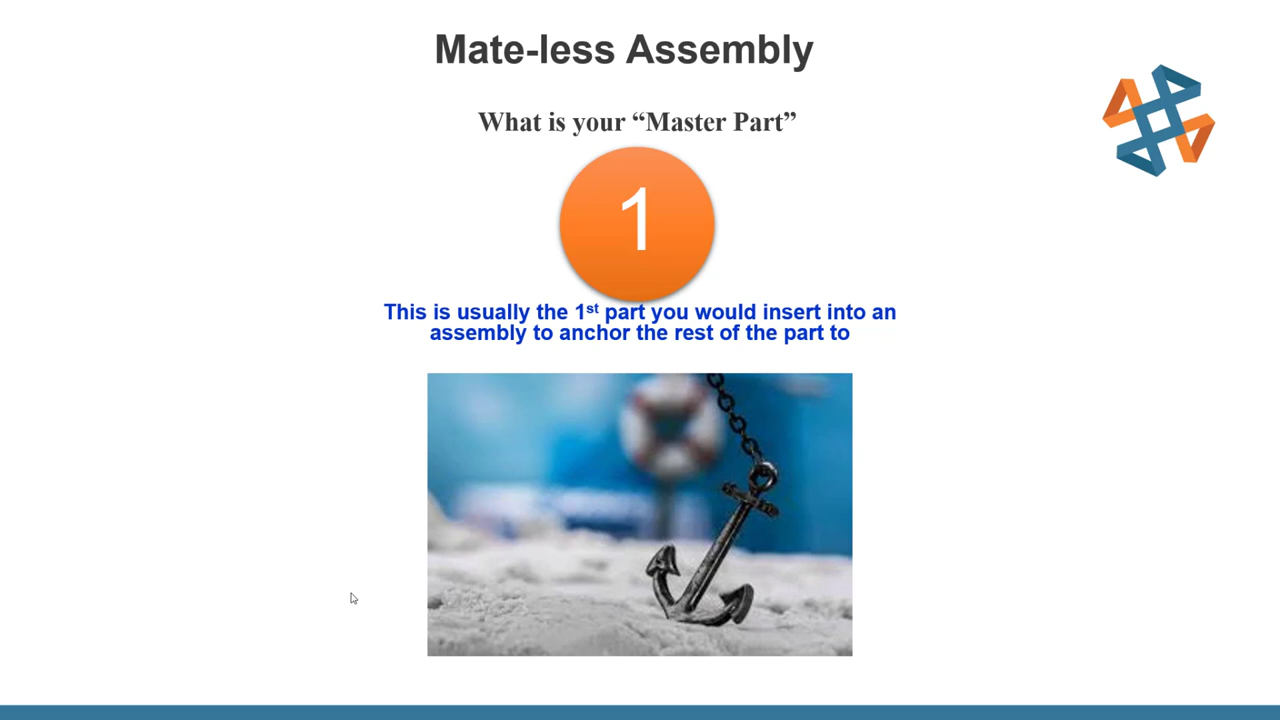 Mate-less Assembly
What is your “Master Part”
1
This is usually the 1st part you would insert into an
assembly to anchor the rest of the part to